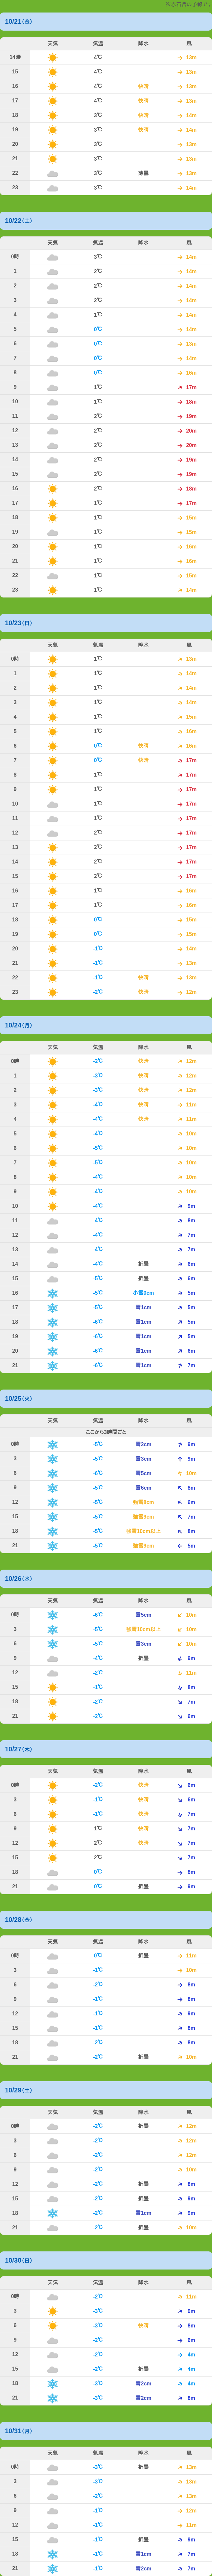 10/21(金)
天気 気温 降水 風
14時 4℃ 13m
15 4℃ 13m
16 4℃ 快晴 13m
17 4℃ 快晴 13m
18 3℃ 快晴 14m
19 3℃ 快晴 14m
20 3℃ 13m
21 3℃ 13m
22 3℃ 薄曇 13m
23 3℃ 14m
10/22(土)
天気 気温 降水 風
0時 3℃ 14m
1 2℃ 14m
2 2℃ 14m
3 2℃ 14m
4 1℃ 14m
5 0℃ 14m
6 0℃ 13m
7 0℃ 14m
8 0℃ 16m
9 1℃ 17m
10 1℃ 18m
11 2℃ 19m
12 2℃ 20m
13 2℃ 20m
14 2℃ 19m
15 2℃ 19m
16 2℃ 18m
17 1℃ 17m
18 1℃ 15m
19 1℃ 15m
20 1℃ 16m
21 1℃ 16m
22 1℃ 15m
23 1℃ 14m
10/23(日)
天気 気温 降水 風
0時 1℃ 13m
1 1℃ 14m
2 1℃ 14m
3 1℃ 14m
4 1℃ 15m
5 1℃ 16m
6 0℃ 快晴 16m
7 0℃ 快晴 17m
8 1℃ 17m
9 1℃ 17m
10 1℃ 17m
11 1℃ 17m
12 2℃ 17m
13 2℃ 17m
14 2℃ 17m
15 2℃ 17m
16 1℃ 16m
17 1℃ 16m
18 0℃ 15m
19 0℃ 15m
20 -1℃ 14m
21 -1℃ 13m
22 -1℃ 快晴 13m
23 -2℃ 快晴 12m
10/24(月)
天気 気温 降水 風
0時 -2℃ 快晴 12m
1 -3℃ 快晴 12m
2 -3℃ 快晴 12m
3 -4℃ 快晴 11m
4 -4℃ 快晴 11m
5 -4℃ 10m
6 -5℃ 10m
7 -5℃ 10m
8 -4℃ 10m
9 -4℃ 10m
10 -4℃ 9m
11 -4℃ 8m
12 -4℃ 7m
13 -4℃ 7m
14 -4℃ 折曇 6m
15 -5℃ 折曇 6m
16 -5℃ 小雪0cm 5m
17 -5℃ 雪1cm 5m
18 -6℃ 雪1cm 5m
19 -6℃ 雪1cm 5m
20 -6℃ 雪1cm 6m
21 -6℃ 雪1cm 7m
10/25(火)
天気 気温 降水 風
ここから3時間ごと
0時 -5℃ 雪2cm 9m
3 -5℃ 雪3cm 9m
6 -6℃ 雪5cm 10m
9 -5℃ 雪6cm 8m
12 -5℃ 強雪8cm 6m
15 -5℃ 強雪9cm 7m
18 -5℃ 強雪10cm以上 8m
21 -5℃ 強雪9cm 5m
10/26(水)
天気 気温 降水 風
0時 -6℃ 雪5cm 10m
3 -5℃ 強雪10cm以上 10m
6 -5℃ 雪3cm 10m
9 -4℃ 折曇 9m
12 -2℃ 11m
15 -1℃ 8m
18 -2℃ 7m
21 -2℃ 6m
10/27(木)
天気 気温 降水 風
0時 -2℃ 快晴 6m
3 -1℃ 快晴 6m
6 -1℃ 快晴 7m
9 1℃ 快晴 7m
12 2℃ 快晴 7m
15 2℃ 7m
18 0℃ 8m
21 0℃ 折曇 9m
10/28(金)
天気 気温 降水 風
0時 0℃ 折曇 11m
3 -1℃ 10m
6 -2℃ 8m
9 -1℃ 8m
12 -1℃ 9m
15 -1℃ 8m
18 -2℃ 8m
21 -2℃ 折曇 10m
10/29(土)
天気 気温 降水 風
0時 -2℃ 折曇 12m
3 -2℃ 12m
6 -2℃ 12m
9 -2℃ 10m
12 -2℃ 折曇 8m
15 -2℃ 折曇 9m
18 -2℃ 雪1cm 9m
21 -2℃ 折曇 10m
10/30(日)
天気 気温 降水 風
0時 -2℃ 11m
3 -3℃ 9m
6 -3℃ 快晴 8m
9 -2℃ 6m
12 -2℃ 4m
15 -2℃ 折曇 4m
18 -3℃ 雪3cm 4m
21 -3℃ 雪2cm 8m
10/31(月)
天気 気温 降水 風
0時 -3℃ 折曇 13m
3 -3℃ 13m
6 -2℃ 13m
9 -1℃ 12m
12 -1℃ 11m
15 -1℃ 折曇 9m
18 -1℃ 雪1cm 7m
21 -1℃ 雪2cm 7m